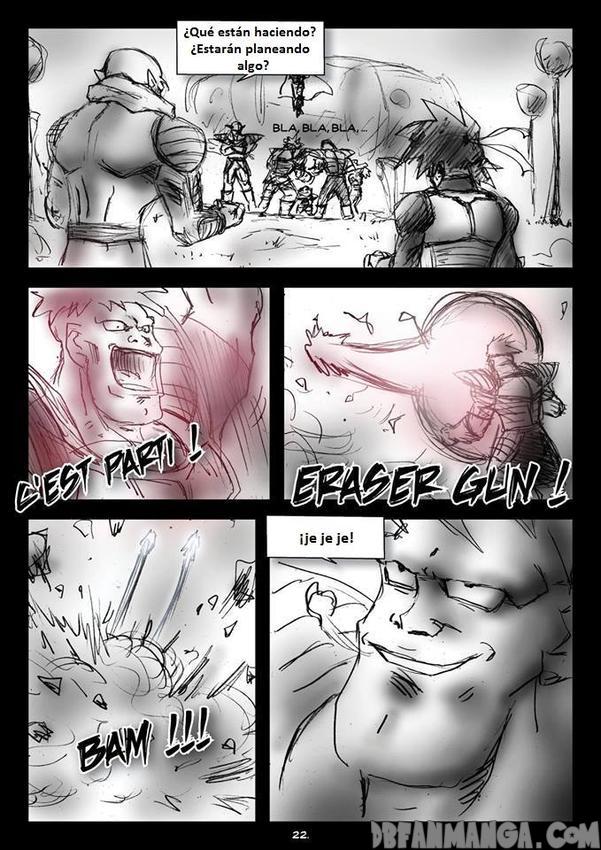 ¿Qué están haciendo?
¿Estarán planeando
algo?
BLA, BLA, BLA, ...
C'EST PARTI !
ERASER GUN !
BAM !!!
¡je je je!
22.
DBFANMANGA.COM